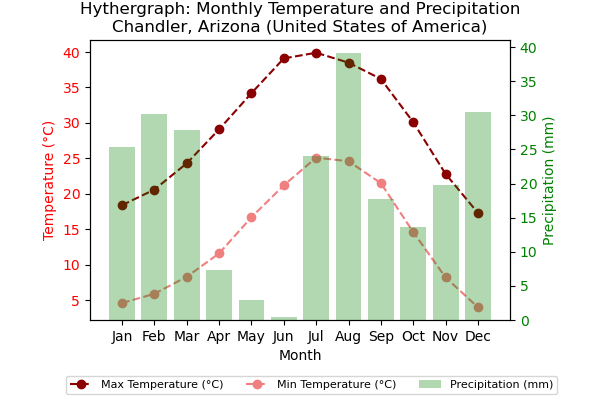 Hythergraph: Monthly Temperature and Precipitation
Chandler, Arizona (United States of America)
Temperature (°C)
40
35
30
25
20
15
10
5
Precipitation (mm)
40
35
30
25
20
15
10
5
0
Jan Feb Mar Apr May Jun Jul Aug Sep Oct Nov Dec
Month
Max Temperature (°C) Min Temperature (°C) Precipitation (mm)